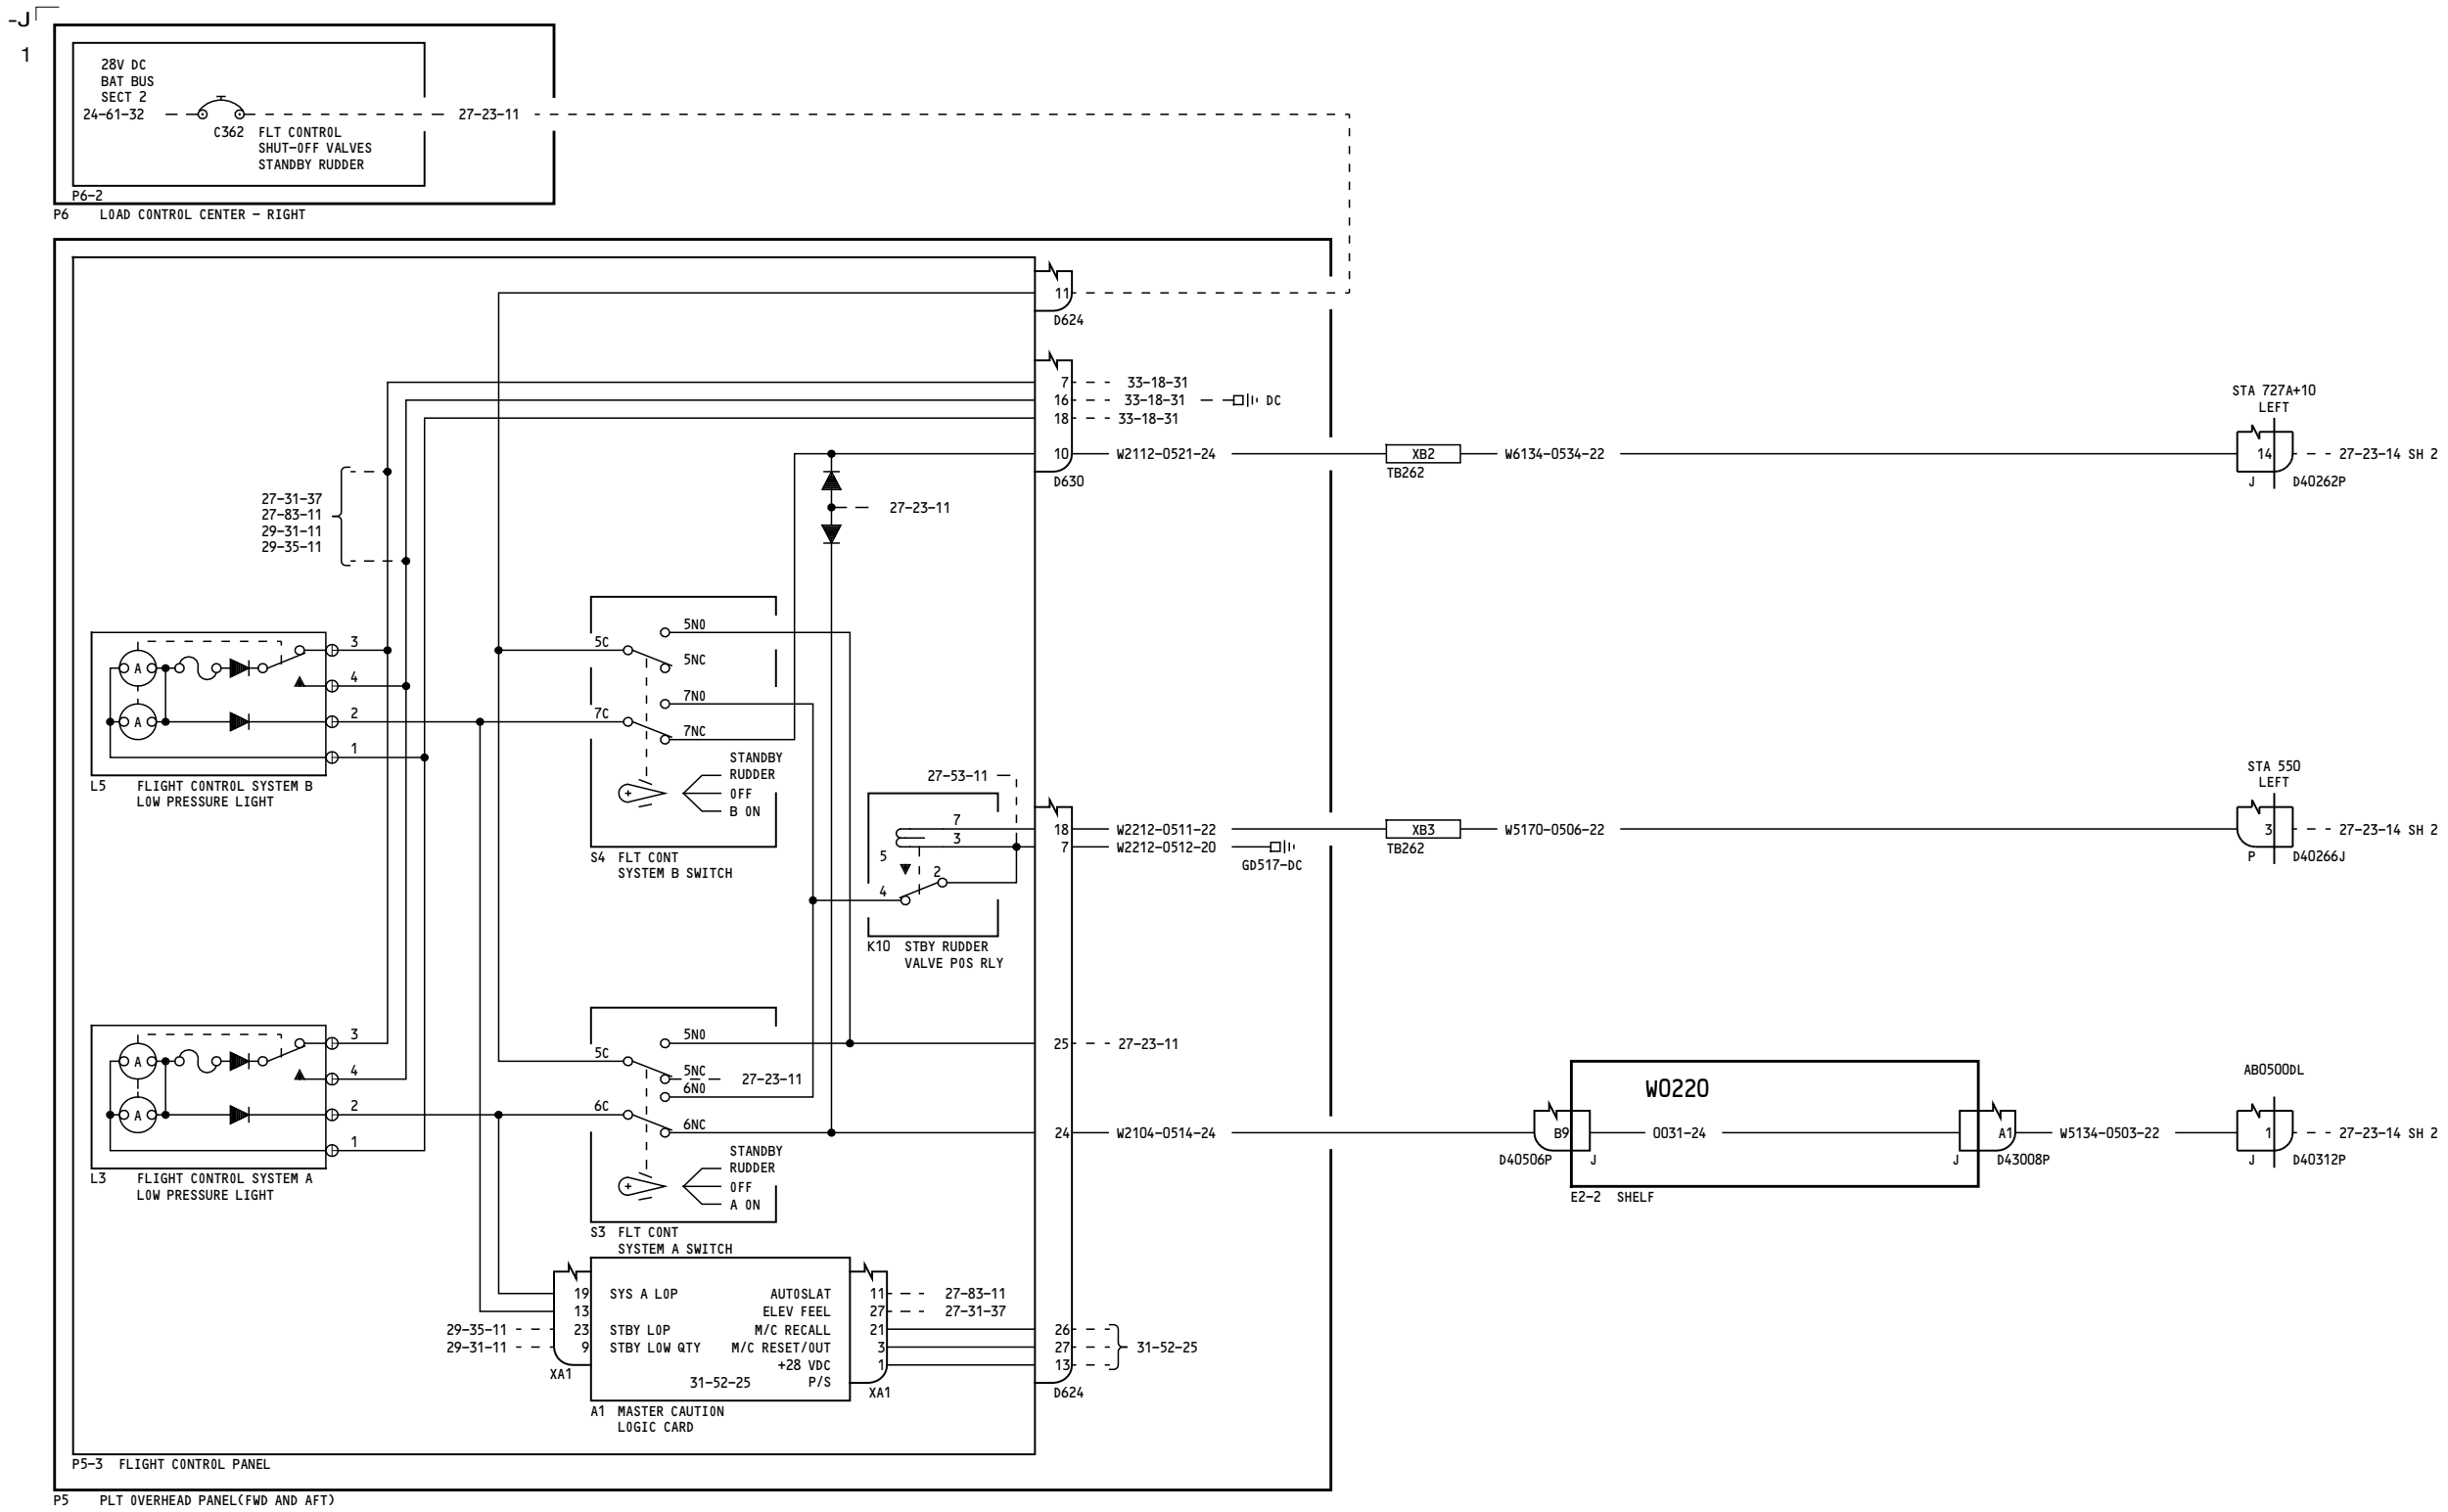 -J
1
28V DC
BAT BUS
SECT 2
24-61-32
27-23-11
C362 FLT CONTROL
SHUT-OFF VALVES
STANDBY RUDDER
P6-2
P6 LOAD CONTROL CENTER - RIGHT
11
D624
7 33-18-31
16 33-18-31 DC
18 33-18-31
10 W2112-0521-24
D630
XB2
TB262
W6134-0534-22
STA 727A+10
LEFT
14
27-23-14 SH 2
J D40262P
27-31-37
27-83-11
29-31-11
29-35-11
27-23-11
A
A
3
4
2
1
L5 FLIGHT CONTROL SYSTEM B
LOW PRESSURE LIGHT
5N0
5C
5NC
7N0
7C
7NC
STANDBY
RUDDER
OFF
B ON
S4 FLT CONT
SYSTEM B SWITCH
27-53-11
7
3
5
2
4
K10 STBY RUDDER
VALVE POS RLY
18 W2212-0511-22
7 W2212-0512-20
GD517-DC
XB3
TB262
W5170-0506-22
STA 550
LEFT
3
27-23-14 SH 2
P D40266J
A
A
3
4
2
1
L3 FLIGHT CONTROL SYSTEM A
LOW PRESSURE LIGHT
5N0
5C
5NC
27-23-11
6N0
6C
6NC
STANDBY
RUDDER
OFF
A ON
S3 FLT CONT
SYSTEM A SWITCH
25 27-23-11
24 W2104-0514-24
B9
D40506P J
W0220
0031-24
A1
J D43008P
E2-2 SHELF
W5134-0503-22
AB0500DL
1
27-23-14 SH 2
J D40312P
19 SYS A LOP AUTOSLAT 11 27-83-11
13 ELEV FEEL 27 27-31-37
29-35-11 23 STBY LOP M/C RECALL 21
29-31-11 9 STBY LOW QTY M/C RESET/OUT 3
+28 VDC 1
31-52-25 P/S
XA1
XA1
A1 MASTER CAUTION
LOGIC CARD
26
27 31-52-25
13
D624
P5-3 FLIGHT CONTROL PANEL
P5 PLT OVERHEAD PANEL(FWD AND AFT)